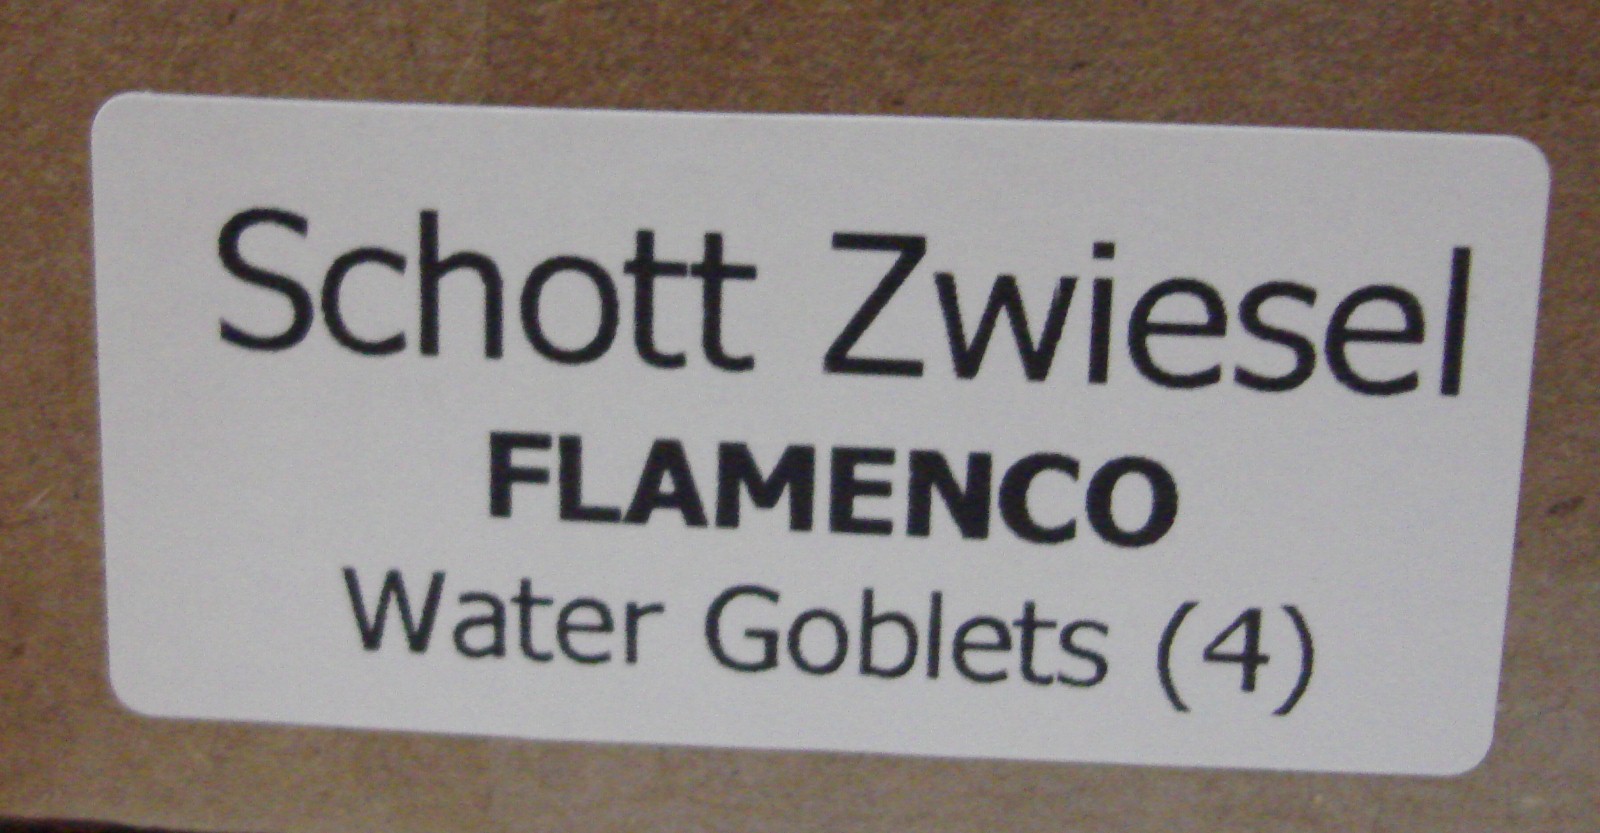 Schott Zwiesel
FLAMENCO
Water Goblets (4)